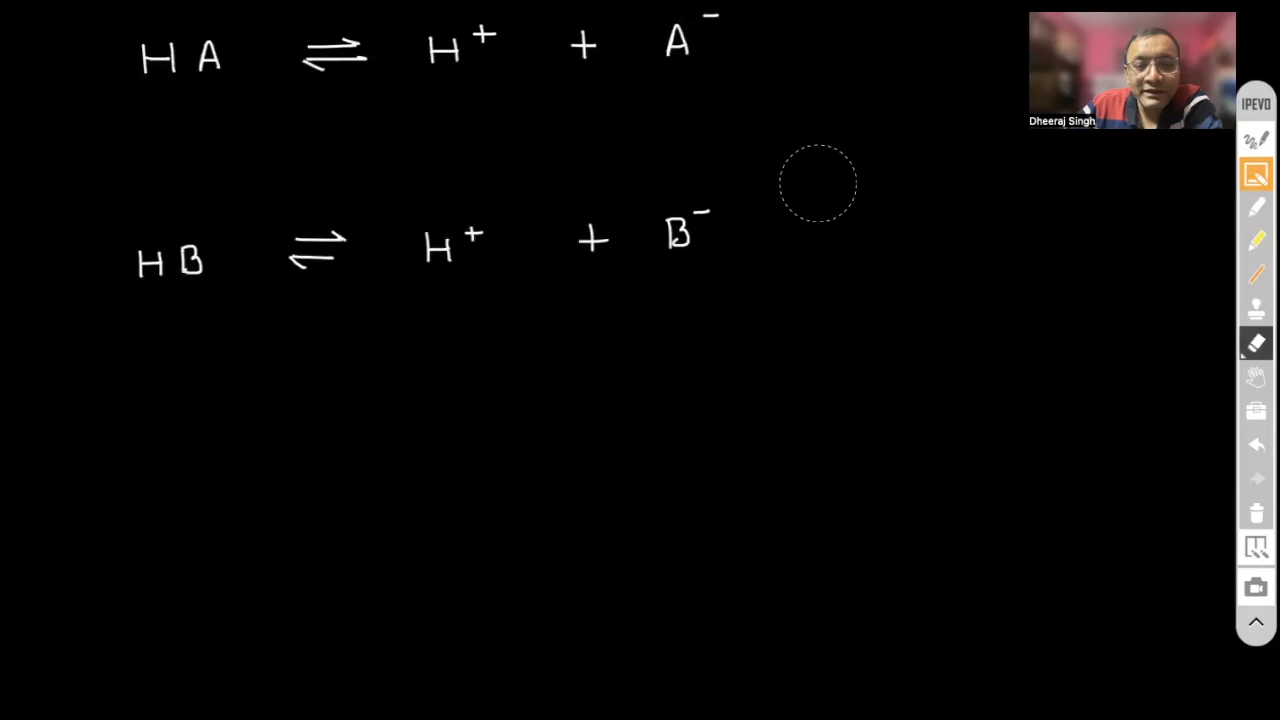 HA ⇌ H⁺ + A⁻
IPEVO
Dheeraj Singh
HB ⇌ H⁺ + B⁻